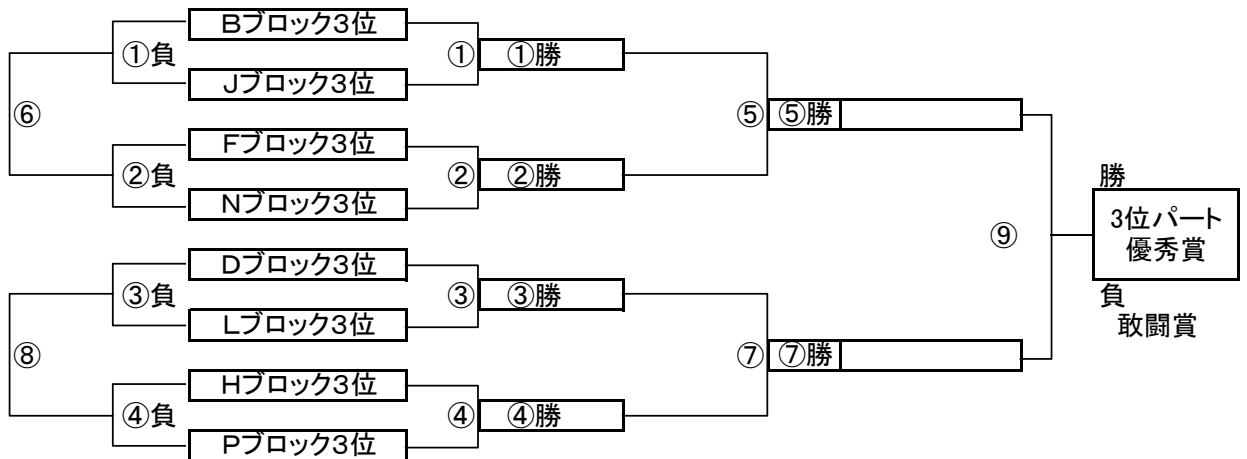 Bブロック3位
①負
①
①勝
Jブロック3位
⑥
⑤
⑤勝
Fブロック3位
②負
②
②勝
Nブロック3位
勝
3位パート
優秀賞
⑨
Dブロック3位
③負
③
③勝
負
敢闘賞
Lブロック3位
⑧
⑦
⑦勝
Hブロック3位
④負
④
④勝
Pブロック3位